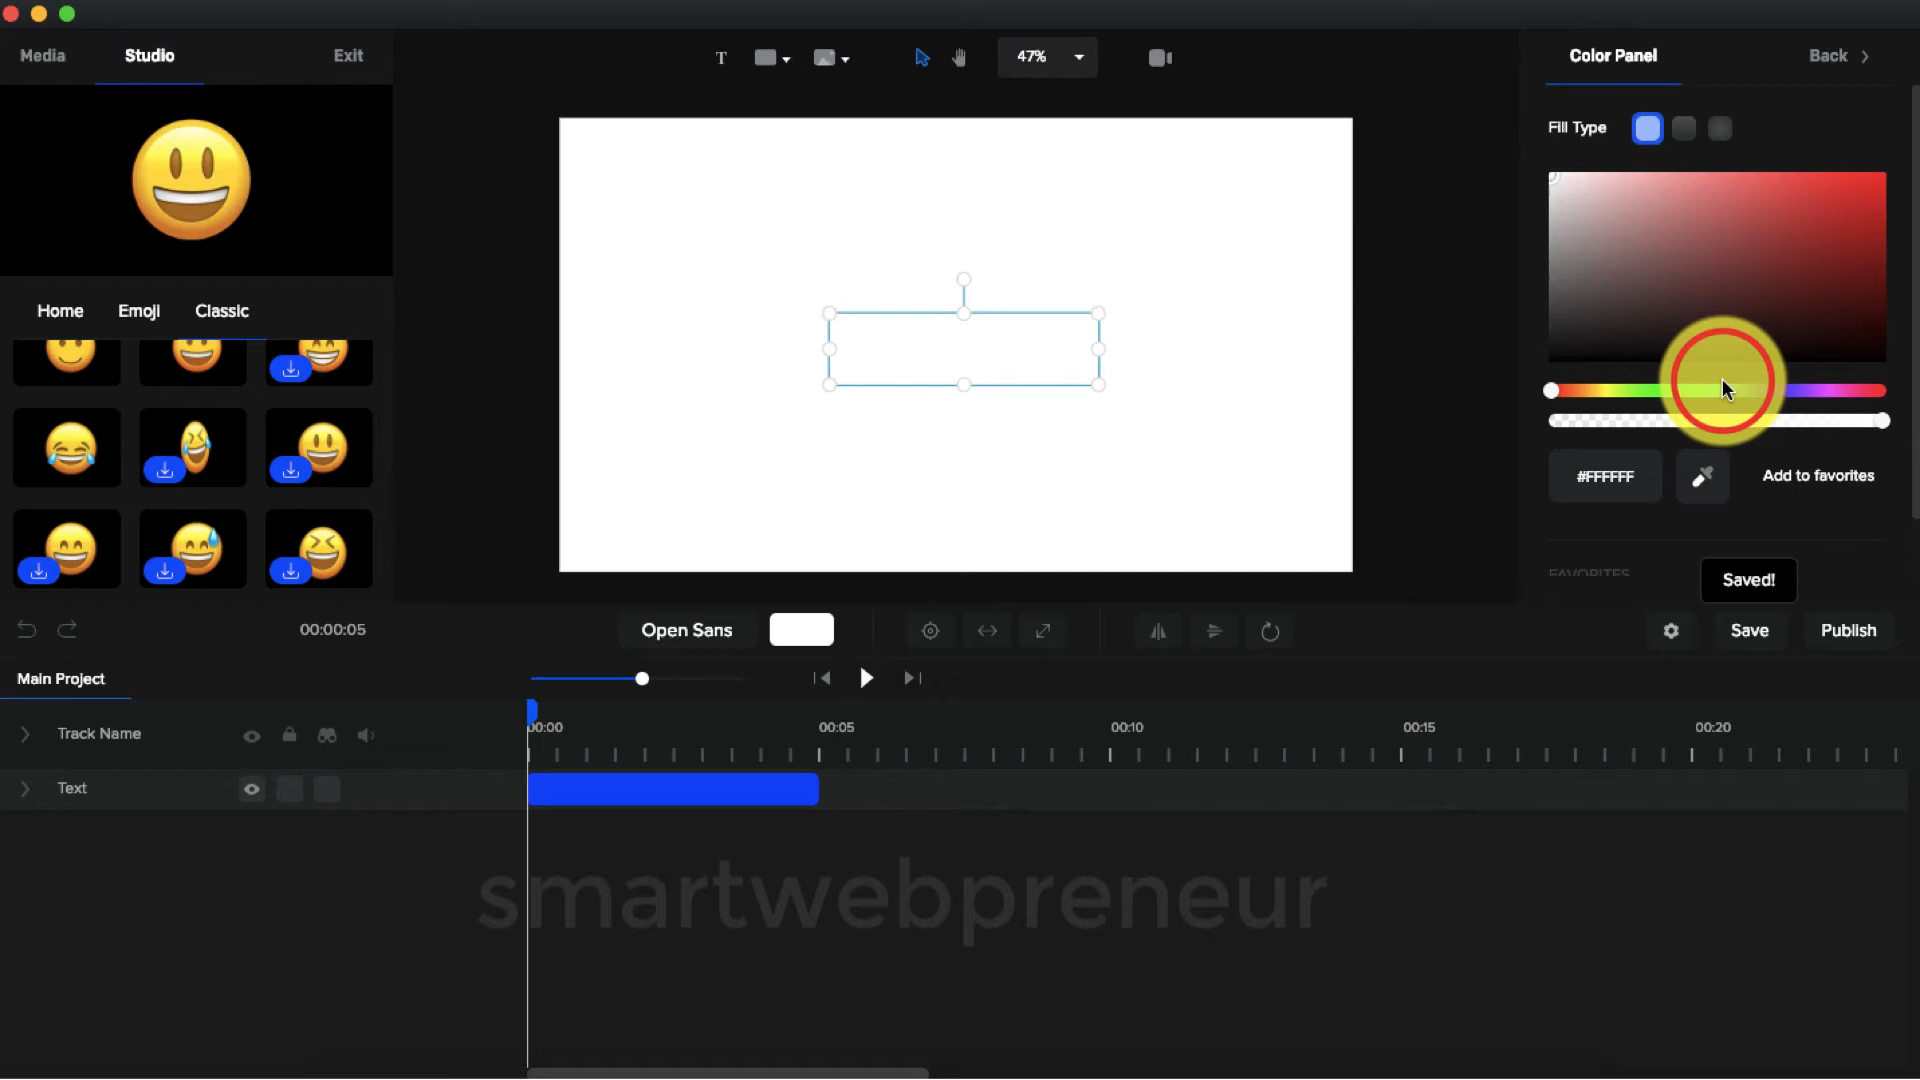 Media
Studio
Exit
T
47%
Color Panel
Back
Fill Type
Home
Emoji
Classic
#FFFFFF
Add to favorites
FAVORITES
Saved!
00:00:05
Open Sans
Save
Publish
Main Project
Track Name
00:00
00:05
00:10
00:15
00:20
Text
smartwebpreneur